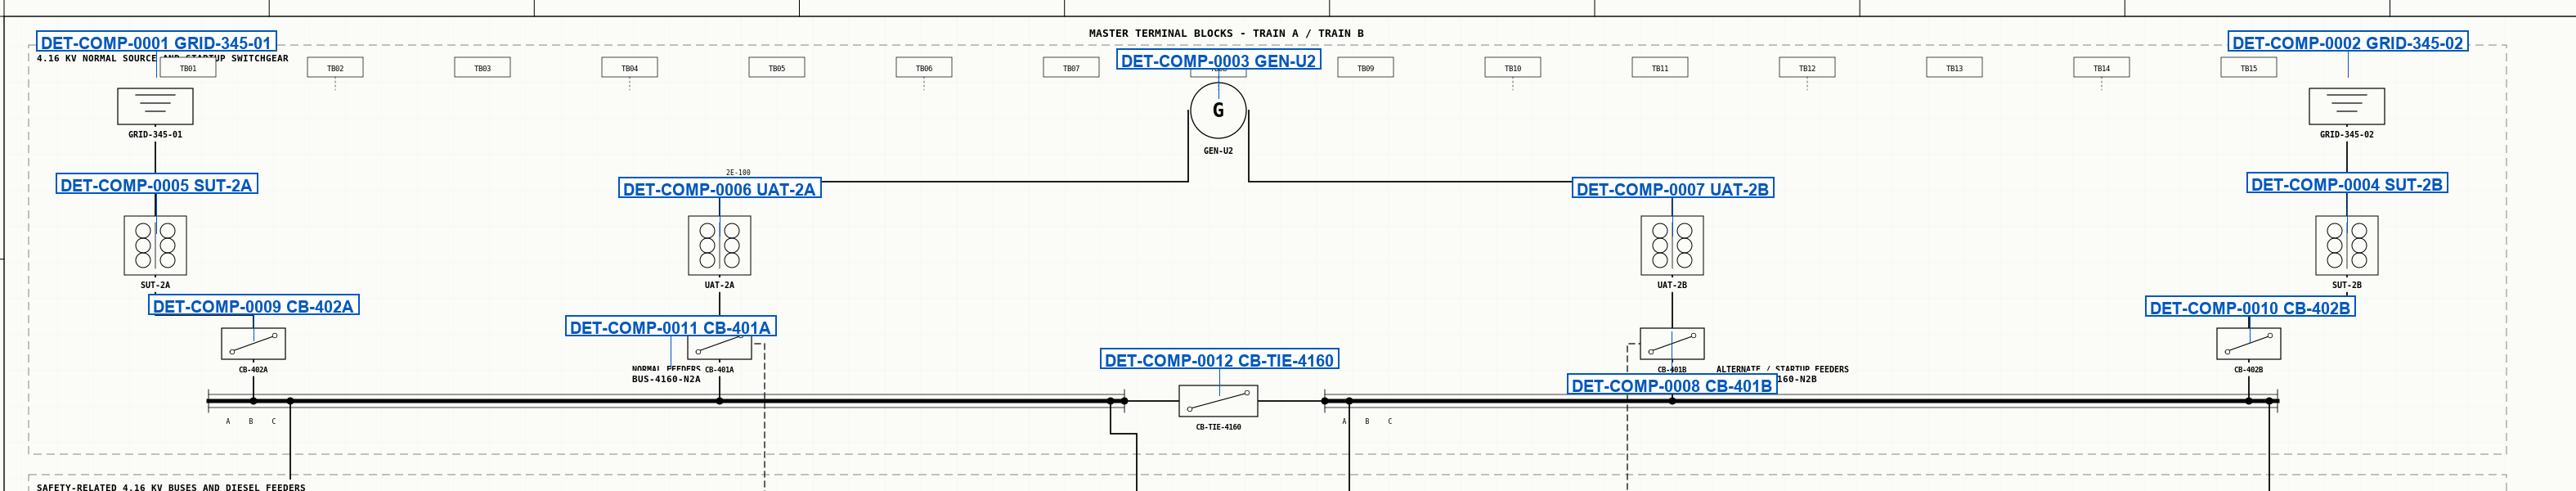 MASTER TERMINAL BLOCKS - TRAIN A / TRAIN B
DET-COMP-0001 GRID-345-01
DET-COMP-0002 GRID-345-02
4.16 KV NORMAL SOURCE AND STARTUP SWITCHGEAR
DET-COMP-0003 GEN-U2
TB01 TB02 TB03 TB04 TB05 TB06 TB07 TB09 TB10 TB11 TB12 TB13 TB14 TB15
G
GRID-345-01
GRID-345-02
GEN-U2
2E-100
DET-COMP-0005 SUT-2A
DET-COMP-0006 UAT-2A
DET-COMP-0007 UAT-2B
DET-COMP-0004 SUT-2B
SUT-2A
UAT-2A
UAT-2B
SUT-2B
DET-COMP-0009 CB-402A
DET-COMP-0010 CB-402B
DET-COMP-0011 CB-401A
DET-COMP-0012 CB-TIE-4160
CB-402A
NORMAL FEEDERS
CB-401A
CB-401B
ALTERNATE / STARTUP FEEDERS
CB-402B
BUS-4160-N2A
DET-COMP-0008 CB-401B
160-N2B
A B C
CB-TIE-4160
A B C
SAFETY-RELATED 4.16 KV BUSES AND DIESEL FEEDERS